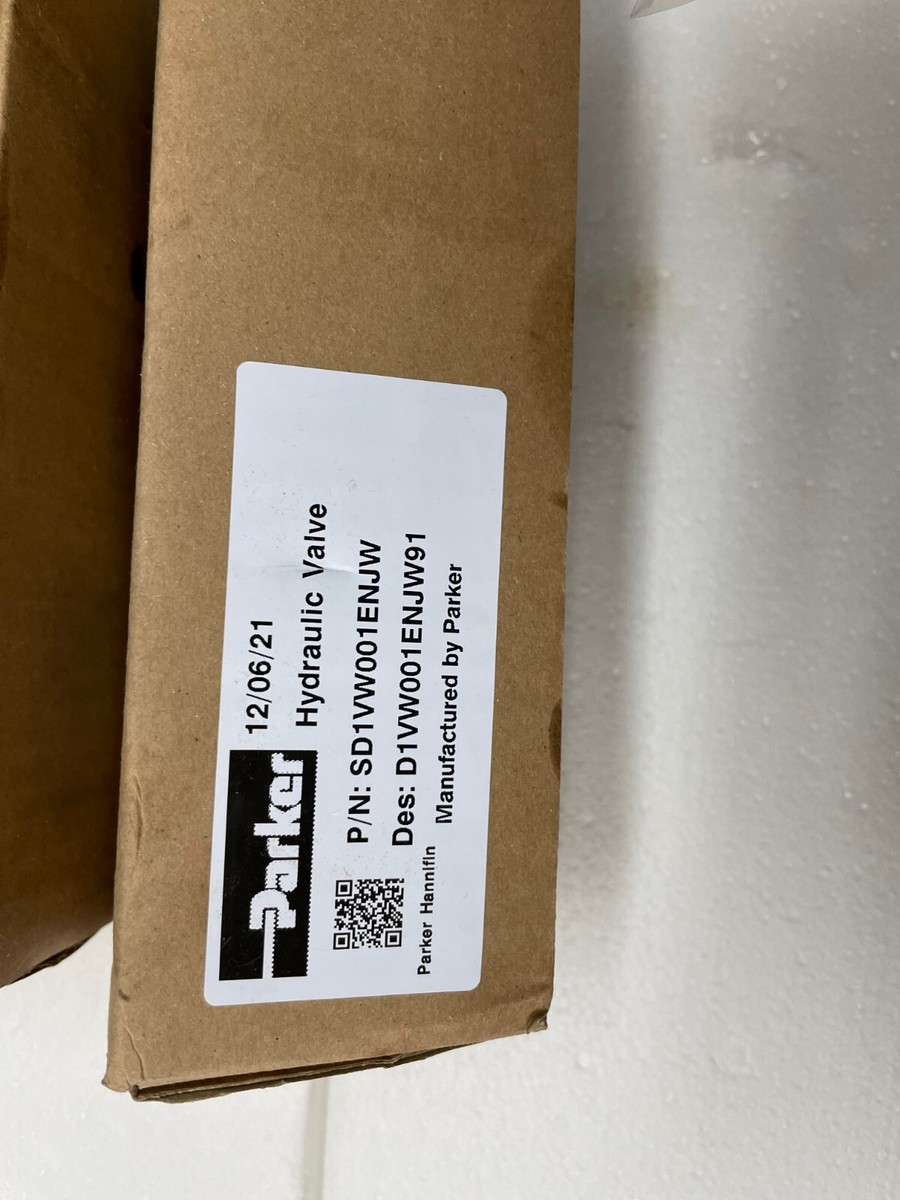 Parker
12/06/21
Hydraulic Valve
P/N: SD1VW001ENJW
Des: D1VW001ENJW91
Parker Hannifin
Manufactured by Parker